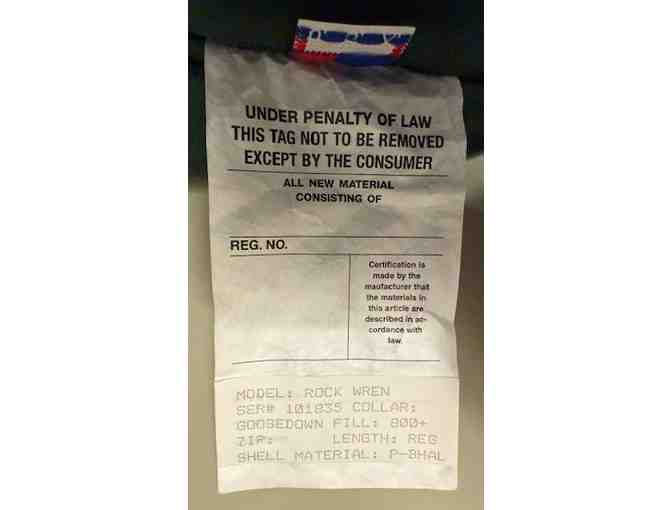 UNDER PENALTY OF LAW
THIS TAG NOT TO BE REMOVED
EXCEPT BY THE CONSUMER
ALL NEW MATERIAL
CONSISTING OF
REG. NO.
Certification is
made by the
maufacturer that
the materials in
this article are
described in ac-
cordance with
law.
MODEL: ROCK WREN
SER# 101835 COLLAR:
GOOSEDOWN FILL: 800+
ZIP: LENGTH: REG
SHELL MATERIAL: P-BHAL